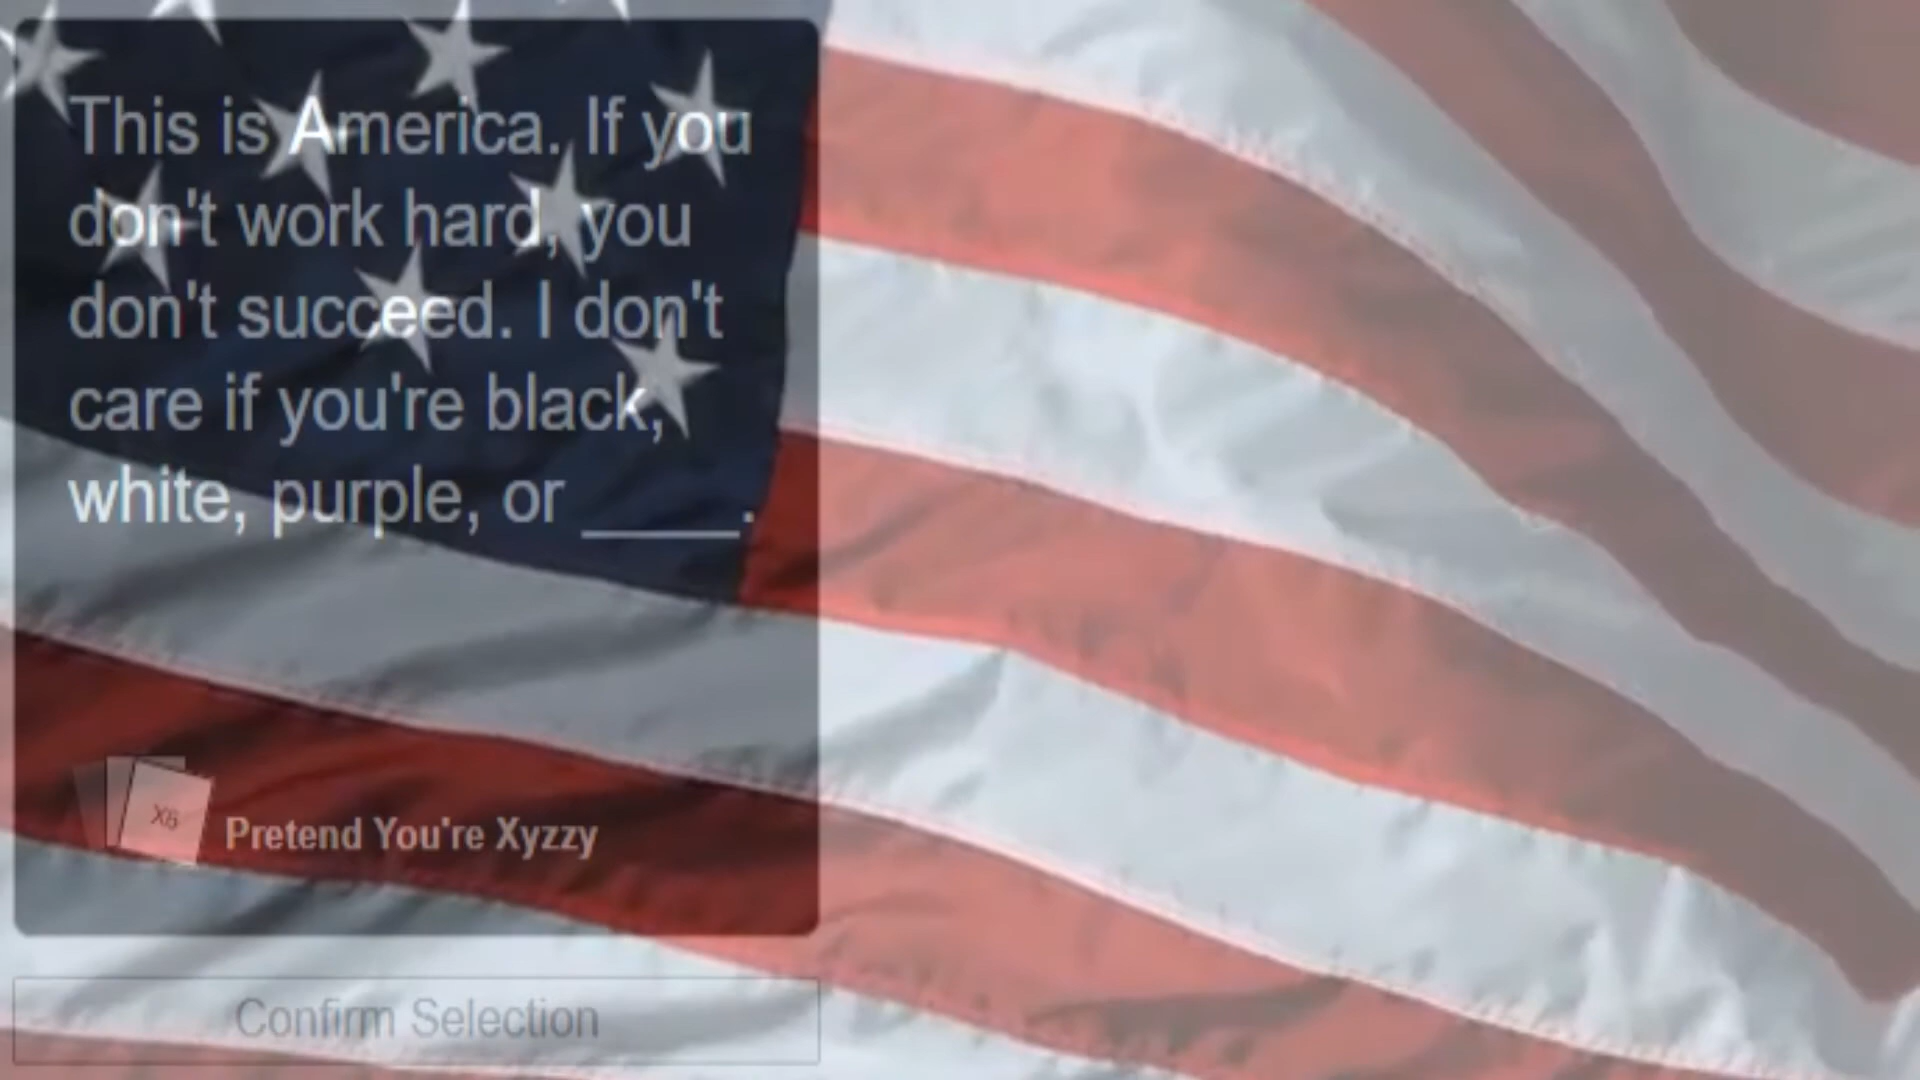 This is America. If you
don't work hard, you
don't succeed. I don't
care if you're black,
white, purple, or _____.
X6
Pretend You're Xyzzy
Confirm Selection